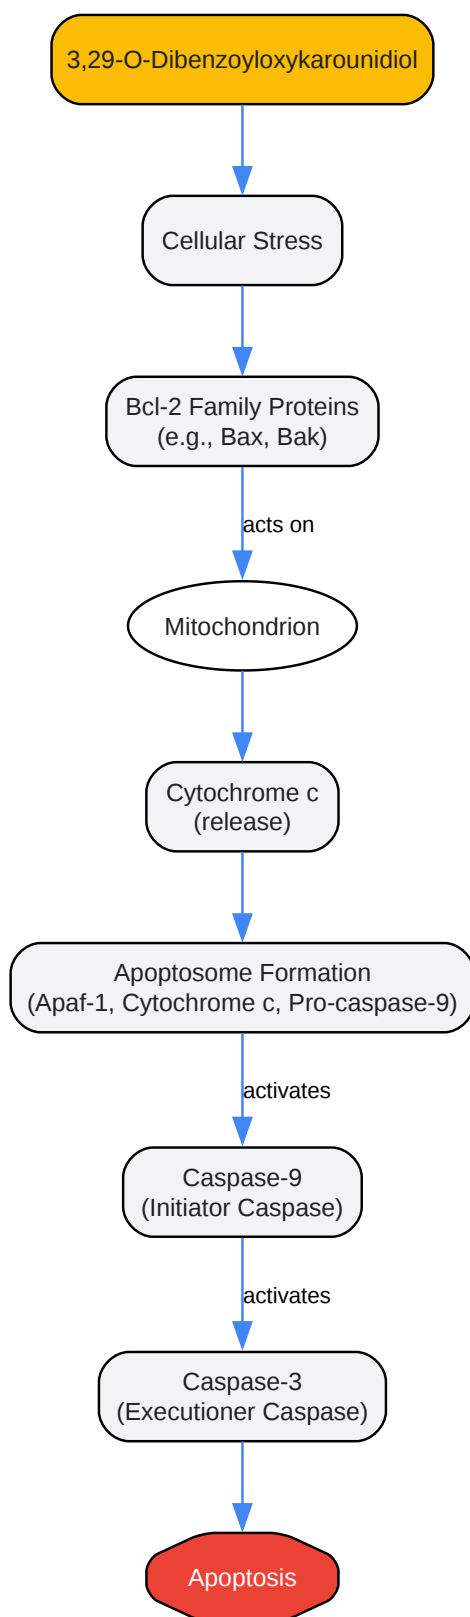 3,29-O-Dibenzoyloxykarounidiol
Cellular Stress
Bcl-2 Family Proteins
(e.g., Bax, Bak)
acts on
Mitochondrion
Cytochrome c
(release)
Apoptosome Formation
(Apaf-1, Cytochrome c, Pro-caspase-9)
activates
Caspase-9
(Initiator Caspase)
activates
Caspase-3
(Executioner Caspase)
Apoptosis